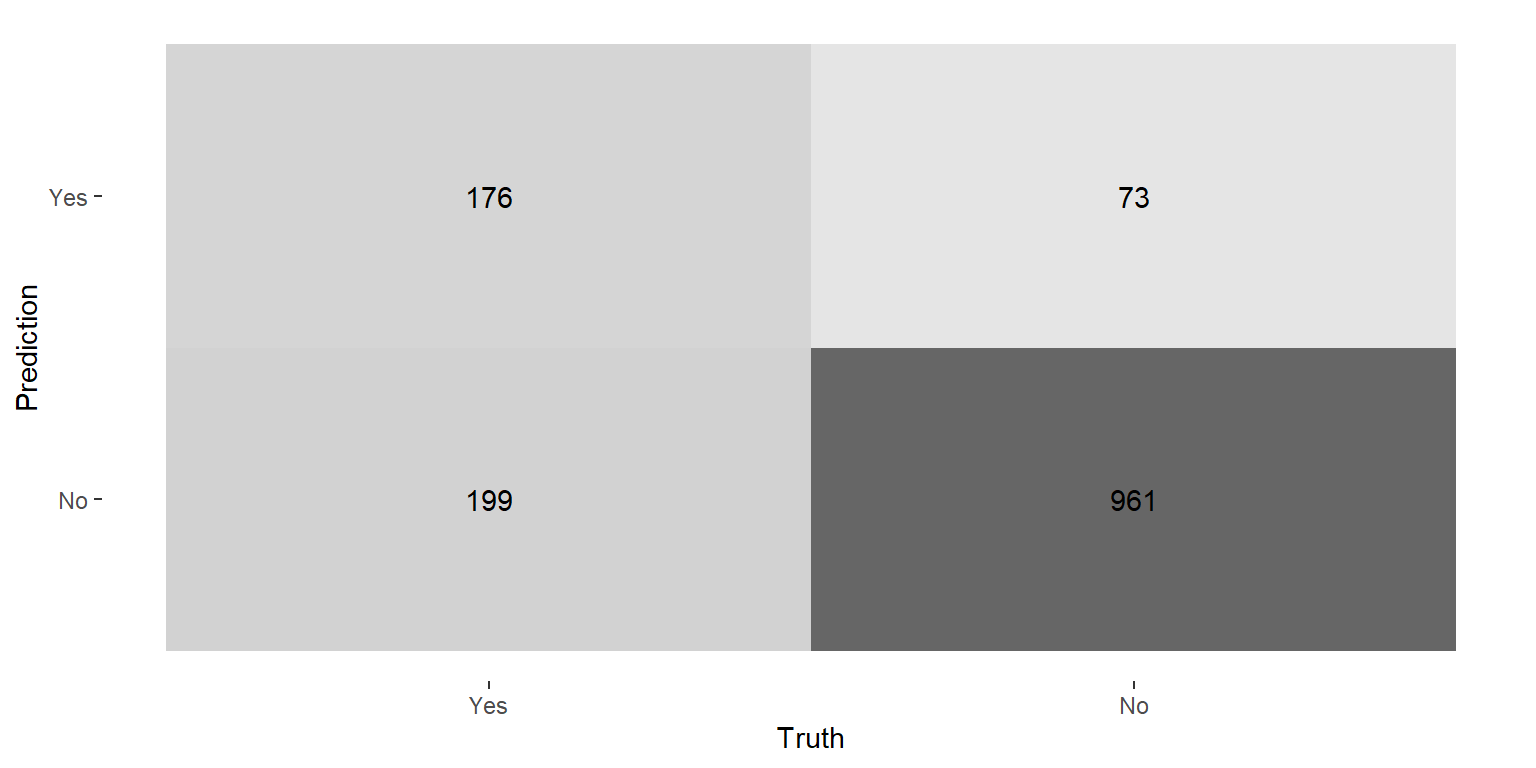 Prediction
Yes
176
73
No
199
961
Yes
No
Truth